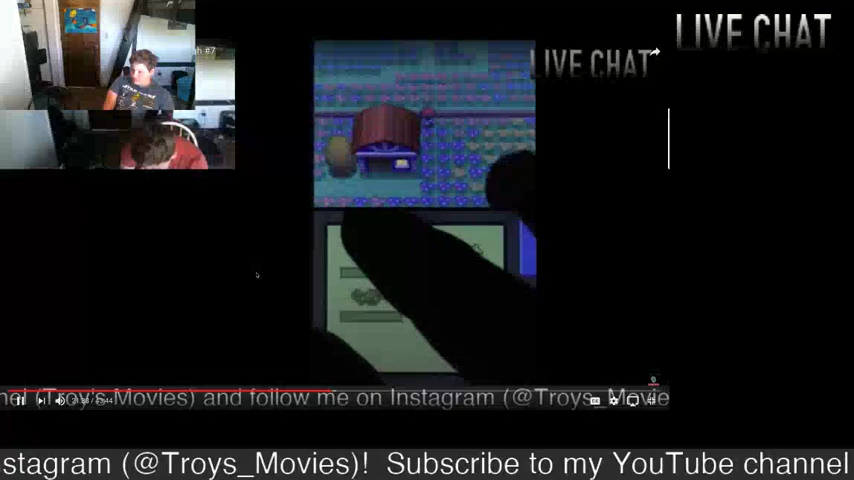 LIVE CHAT
h #7
LIVE CHAT
nel (Troy's Movies) and follow me on Instagram (@Troys_Movie
stagram (@Troys_Movies)! Subscribe to my YouTube channel